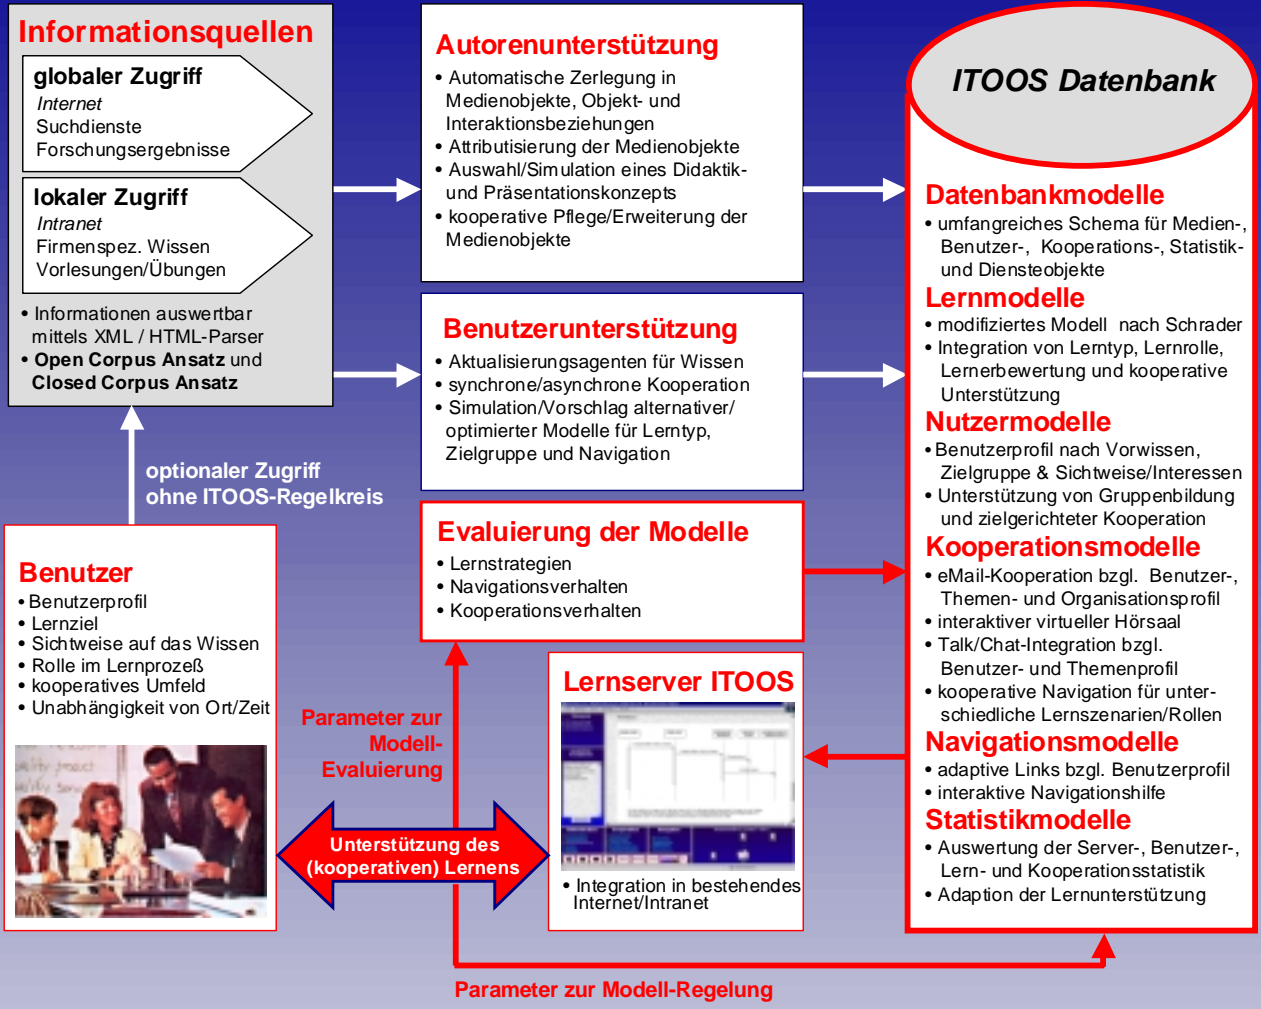 Informationsquellen
globaler Zugriff
Internet
Suchdienste
Forschungsergebnisse
lokaler Zugriff
Intranet
Firmenspez. Wissen
Vorlesungen/Übungen
• Informationen auswertbar
mittels XML / HTML-Parser
• Open Corpus Ansatz und
Closed Corpus Ansatz
optionaler Zugriff
ohne ITOOS-Regelkreis
Benutzer
• Benutzerprofil
• Lernziel
• Sichtweise auf das Wissen
• Rolle im Lernprozeß
• kooperatives Umfeld
• Unabhängigkeit von Ort/Zeit
Autorenunterstützung
• Automatische Zerlegung in
Medienobjekte, Objekt- und
Interaktionsbeziehungen
• Attributisierung der Medienobjekte
• Auswahl/Simulation eines Didaktik-
und Präsentationskonzepts
• kooperative Pflege/Erweiterung der
Medienobjekte
Benutzerunterstützung
• Aktualisierungsagenten für Wissen
• synchrone/asynchrone Kooperation
• Simulation/Vorschlag alternativer/
optimierter Modelle für Lerntyp,
Zielgruppe und Navigation
Evaluierung der Modelle
• Lernstrategien
• Navigationsverhalten
• Kooperationsverhalten
Parameter zur
Modell-
Evaluierung
Unterstützung des
(kooperativen) Lernens
Lernserver ITOOS
• Integration in bestehendes
Internet/Intranet
Parameter zur Modell-Regelung
ITOOS Datenbank
Datenbankmodelle
• umfangreiches Schema für Medien-,
Benutzer-, Kooperations-, Statistik-
und Diensteobjekte
Lernmodelle
• modifiziertes Modell nach Schrader
• Integration von Lerntyp, Lernrolle,
Lernerbewertung und kooperative
Unterstützung
Nutzermodelle
• Benutzerprofil nach Vorwissen,
Zielgruppe & Sichtweise/Interessen
• Unterstützung von Gruppenbildung
und zielgerichteter Kooperation
Kooperationsmodelle
• eMail-Kooperation bzgl. Benutzer-,
Themen- und Organisationsprofil
• interaktiver virtueller Hörsaal
• Talk/Chat-Integration bzgl.
Benutzer- und Themenprofil
• kooperative Navigation für unter-
schiedliche Lernszenarien/Rollen
Navigationsmodelle
• adaptive Links bzgl. Benutzerprofil
• interaktive Navigationshilfe
Statistikmodelle
• Auswertung der Server-, Benutzer-,
Lern- und Kooperationsstatistik
• Adaption der Lernunterstützung